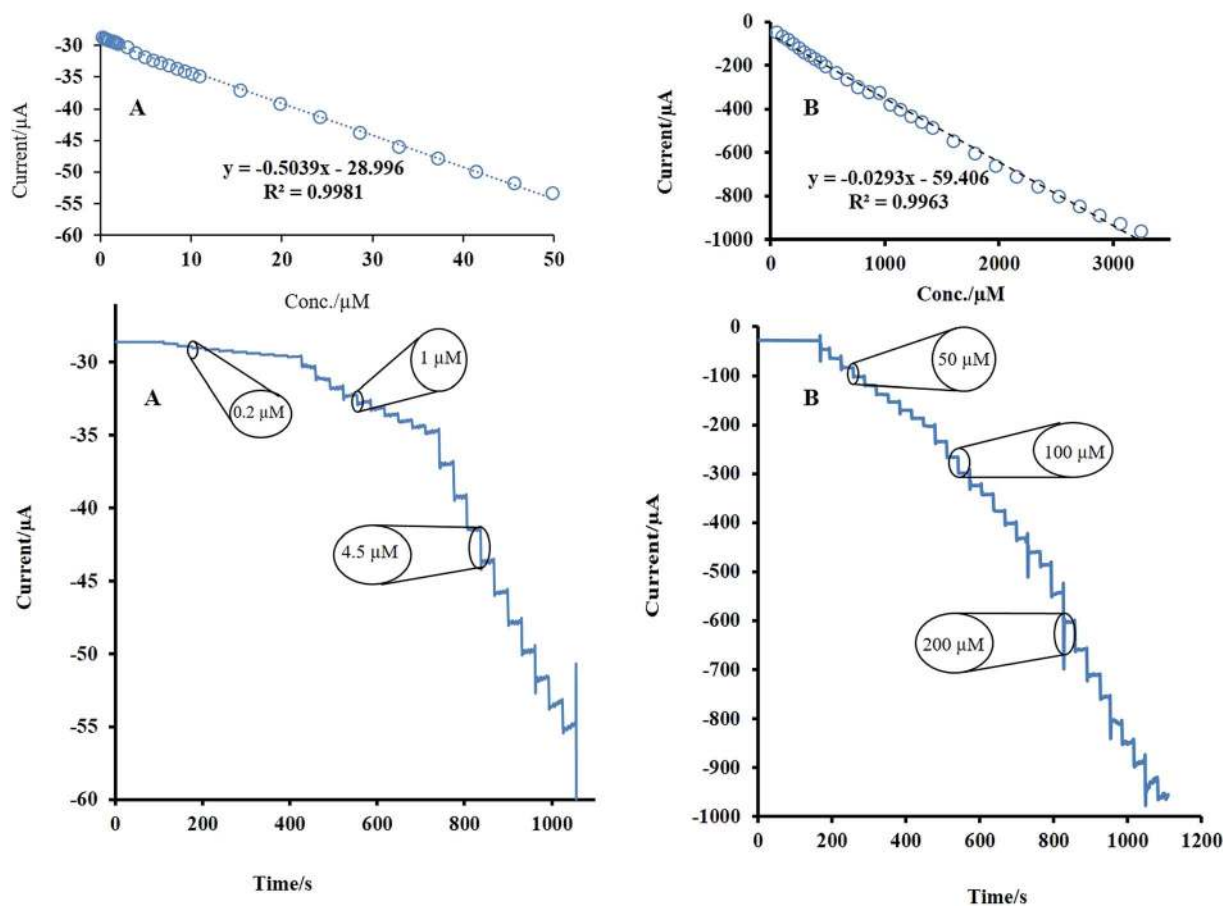 -30
-35
-40
-45
-50
-55
-60
Current/µA
A
y = -0.5039x - 28.996
R² = 0.9981
0
10
20
30
40
50
Conc./µM
0
-200
-400
-600
-800
-1000
Current/µA
B
y = -0.0293x - 59.406
R² = 0.9963
0
1000
2000
3000
Conc./µM
-30
-35
-40
-45
-50
-55
-60
Current/µA
A
0.2 µM
1 µM
4.5 µM
0
200
400
600
800
1000
Time/s
0
-100
-200
-300
-400
-500
-600
-700
-800
-900
-1000
Current/µA
B
50 µM
100 µM
200 µM
0
200
400
600
800
1000
1200
Time/s